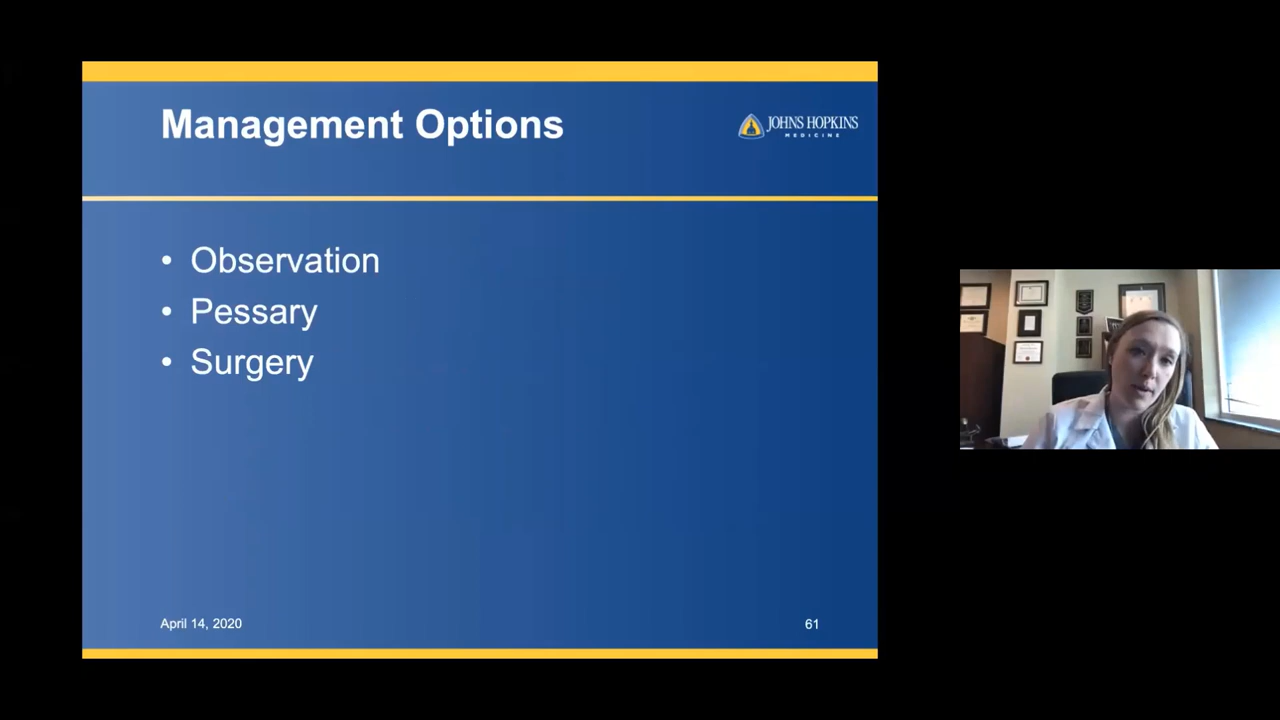 Management Options
JOHNS HOPKINS
MEDICINE
• Observation
• Pessary
• Surgery
April 14, 2020
61